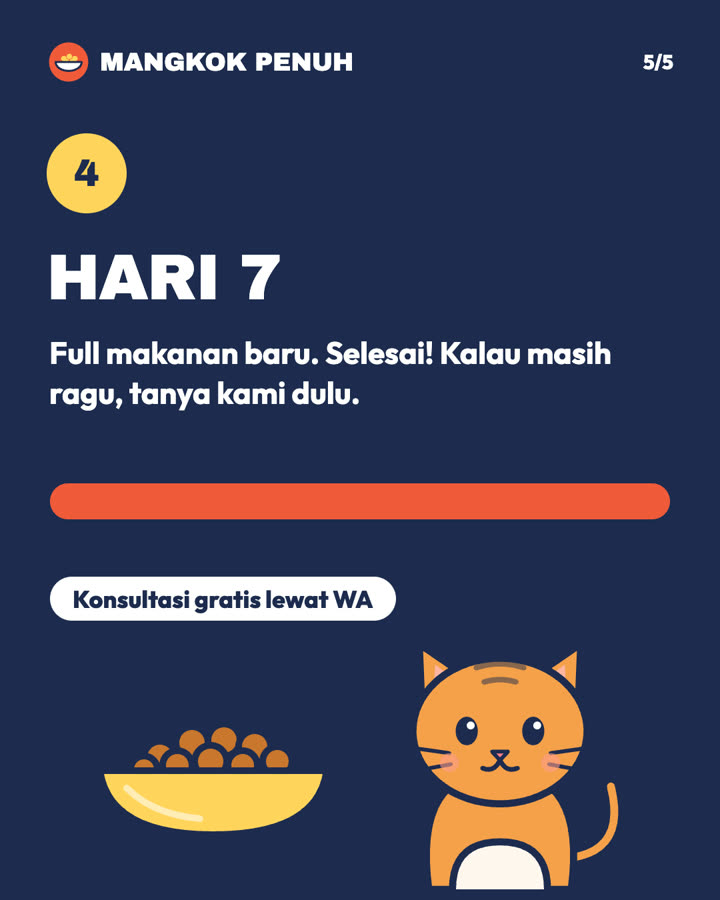 MANGKOK PENUH
5/5
4
HARI 7
Full makanan baru. Selesai! Kalau masih
ragu, tanya kami dulu.
Konsultasi gratis lewat WA